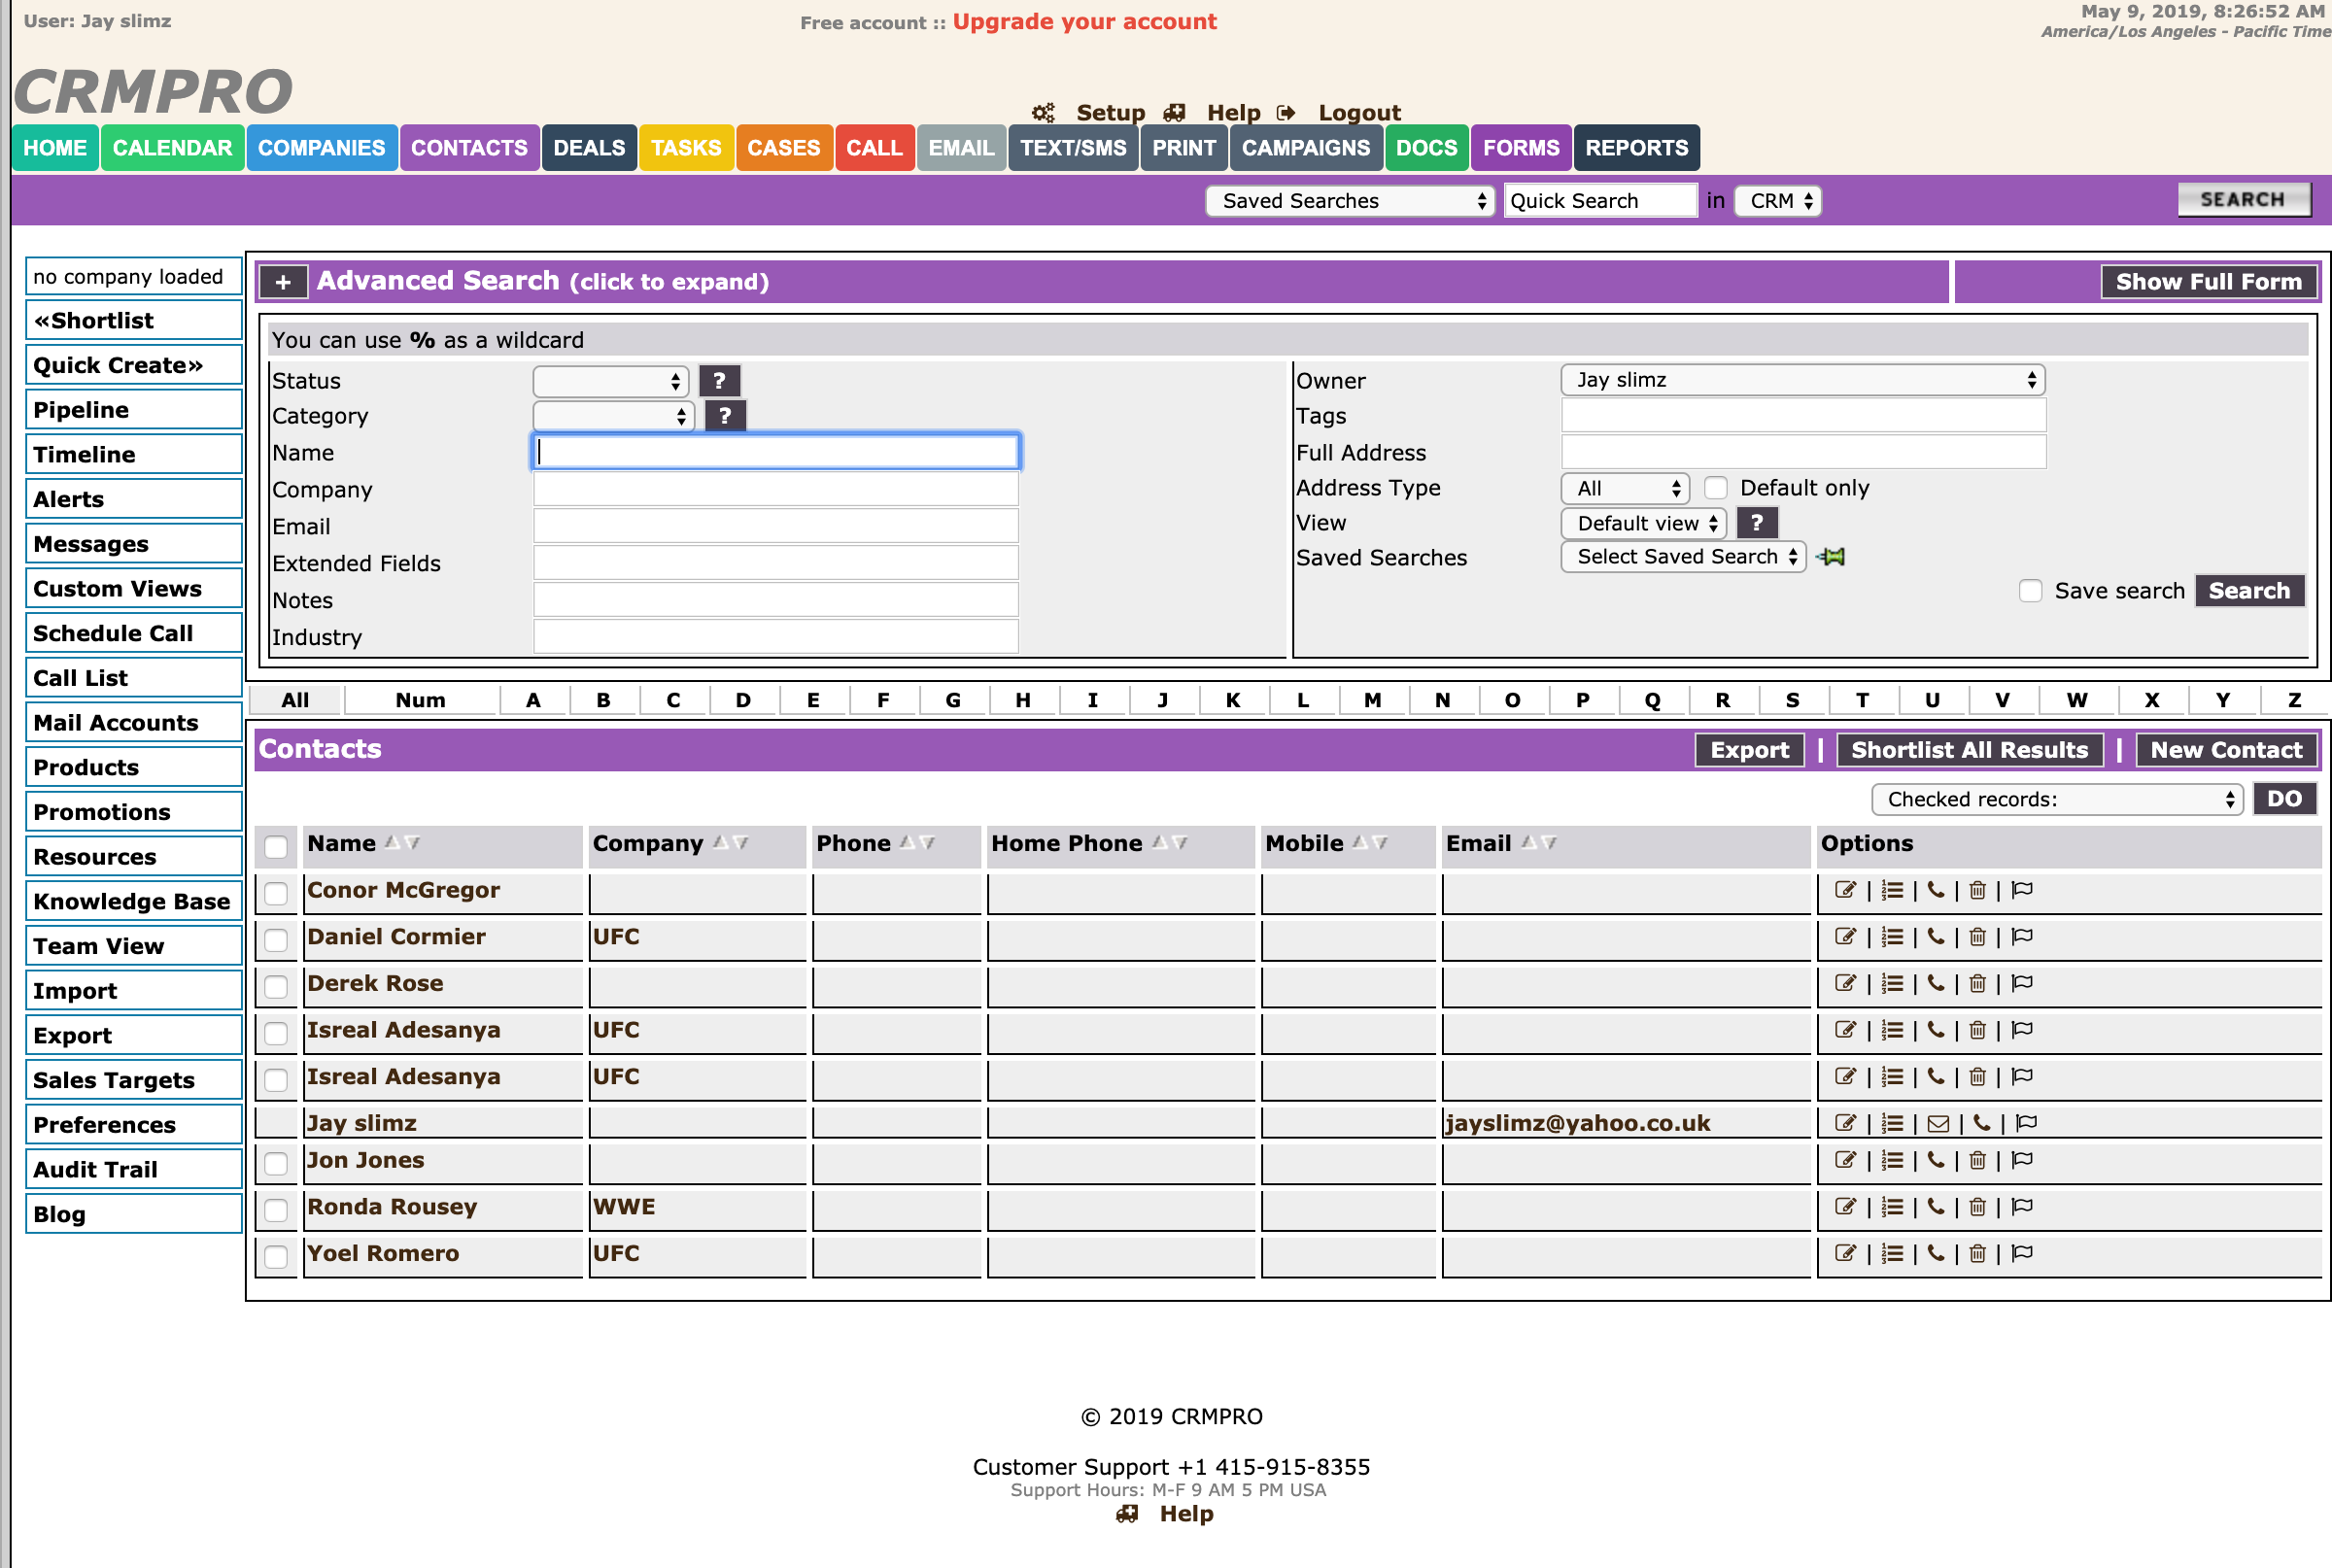 User: Jay slimz
Free account :: Upgrade your account
May 9, 2019, 8:26:52 AM
America/Los Angeles - Pacific Time
CRMPRO
Setup Help Logout
HOME CALENDAR COMPANIES CONTACTS DEALS TASKS CASES CALL EMAIL TEXT/SMS PRINT CAMPAIGNS DOCS FORMS REPORTS
Saved Searches Quick Search in CRM SEARCH
no company loaded
«Shortlist
Quick Create»
Pipeline
Timeline
Alerts
Messages
Custom Views
Schedule Call
Call List
Mail Accounts
Products
Promotions
Resources
Knowledge Base
Team View
Import
Export
Sales Targets
Preferences
Audit Trail
Blog
+ Advanced Search (click to expand) Show Full Form
You can use % as a wildcard
Status ?
Category ?
Name
Company
Email
Extended Fields
Notes
Industry
Owner Jay slimz
Tags
Full Address
Address Type All Default only
View Default view ?
Saved Searches Select Saved Search
Save search Search
All Num A B C D E F G H I J K L M N O P Q R S T U V W X Y Z
Contacts Export | Shortlist All Results | New Contact
Checked records: DO
Name Company Phone Home Phone Mobile Email Options
Conor McGregor | | | |
Daniel Cormier UFC | | | |
Derek Rose | | | |
Isreal Adesanya UFC | | | |
Isreal Adesanya UFC | | | |
Jay slimz jayslimz@yahoo.co.uk | | | |
Jon Jones | | | |
Ronda Rousey WWE | | | |
Yoel Romero UFC | | | |
© 2019 CRMPRO
Customer Support +1 415-915-8355
Support Hours: M-F 9 AM 5 PM USA
Help